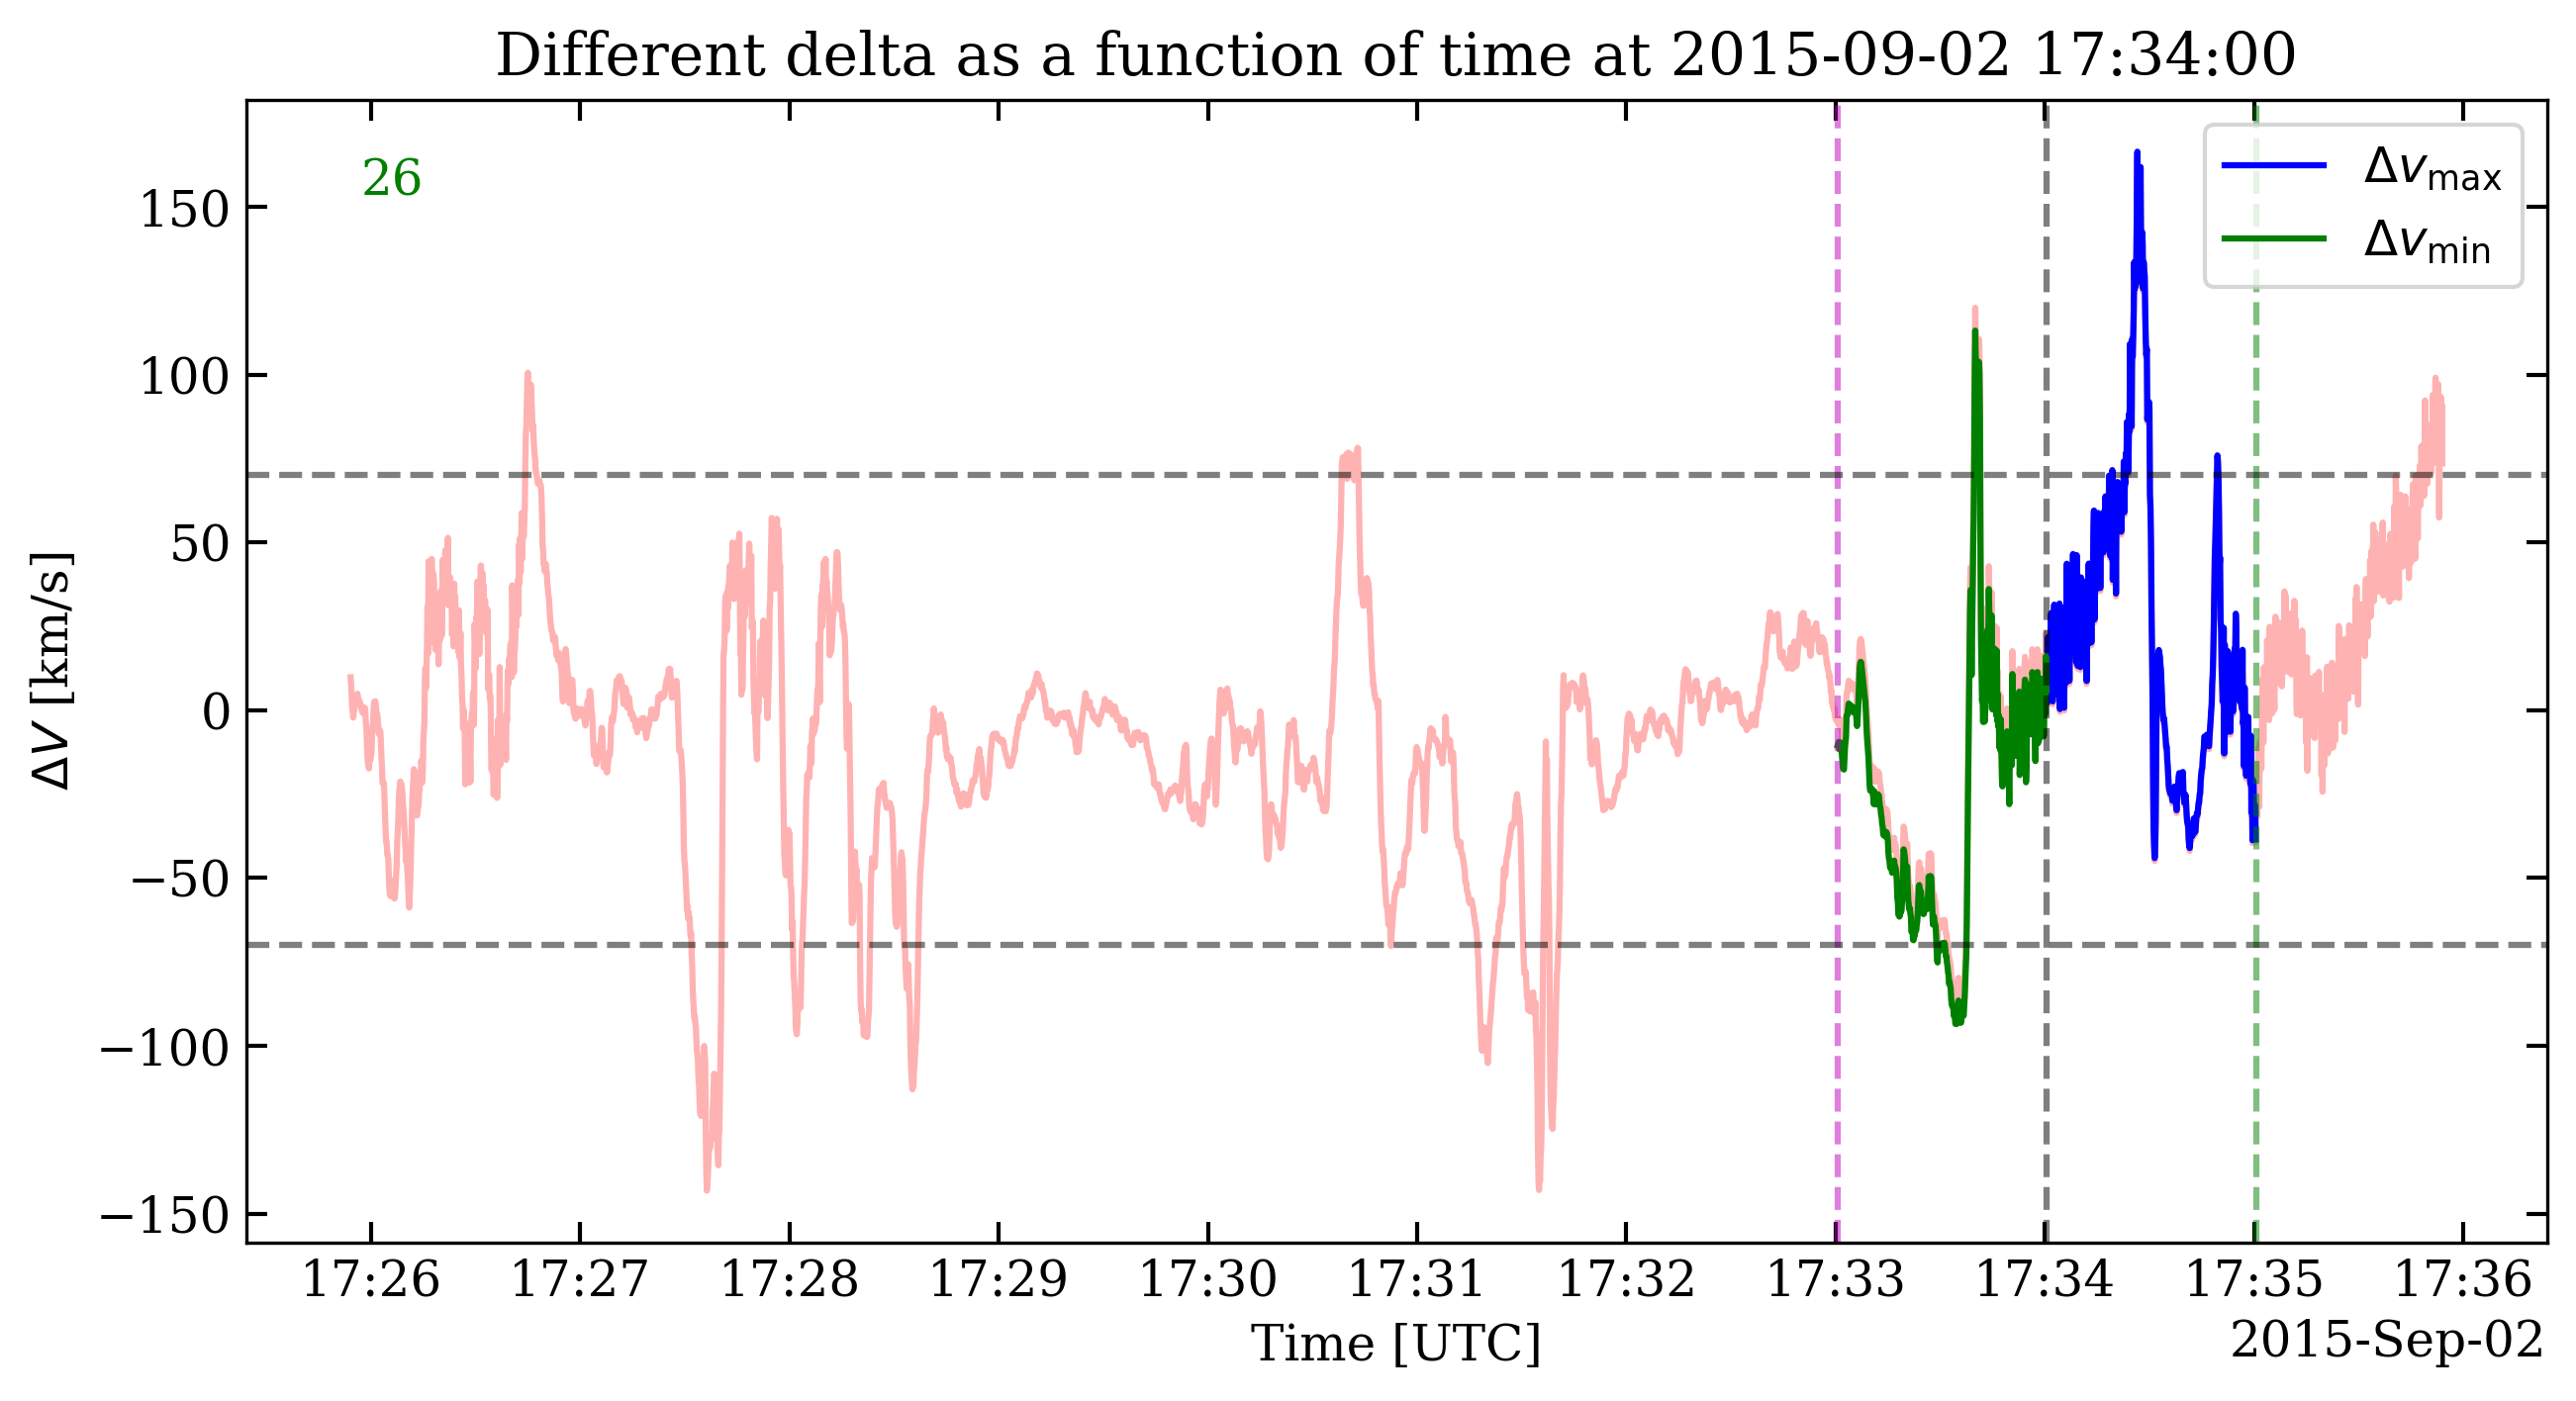 Different delta as a function of time at 2015-09-02 17:34:00
26
Δv_max
Δv_min
150
100
50
0
−50
−100
−150
ΔV [km/s]
17:26 17:27 17:28 17:29 17:30 17:31 17:32 17:33 17:34 17:35 17:36
Time [UTC]
2015-Sep-02